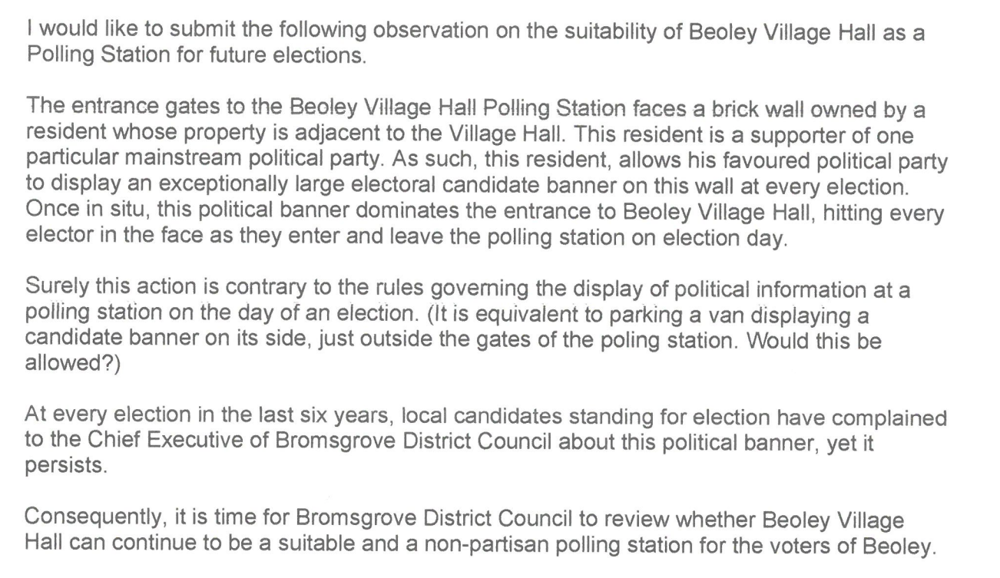 I would like to submit the following observation on the suitability of Beoley Village Hall as a
Polling Station for future elections.
The entrance gates to the Beoley Village Hall Polling Station faces a brick wall owned by a
resident whose property is adjacent to the Village Hall. This resident is a supporter of one
particular mainstream political party. As such, this resident, allows his favoured political party
to display an exceptionally large electoral candidate banner on this wall at every election.
Once in situ, this political banner dominates the entrance to Beoley Village Hall, hitting every
elector in the face as they enter and leave the polling station on election day.
Surely this action is contrary to the rules governing the display of political information at a
polling station on the day of an election. (It is equivalent to parking a van displaying a
candidate banner on its side, just outside the gates of the poling station. Would this be
allowed?)
At every election in the last six years, local candidates standing for election have complained
to the Chief Executive of Bromsgrove District Council about this political banner, yet it
persists.
Consequently, it is time for Bromsgrove District Council to review whether Beoley Village
Hall can continue to be a suitable and a non-partisan polling station for the voters of Beoley.